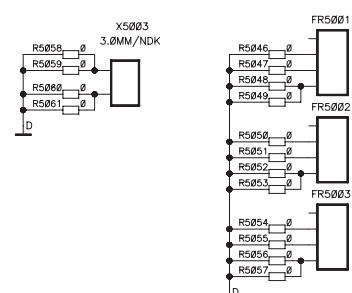 X5003
3.0MM/NDK
R5058 0
R5059 0
R5060 0
R5061 0
D
FR5001
R5046 0
R5047 0
R5048 0
R5049 0
FR5002
R5050 0
R5051 0
R5052 0
R5053 0
FR5003
R5054 0
R5055 0
R5056 0
R5057 0
D